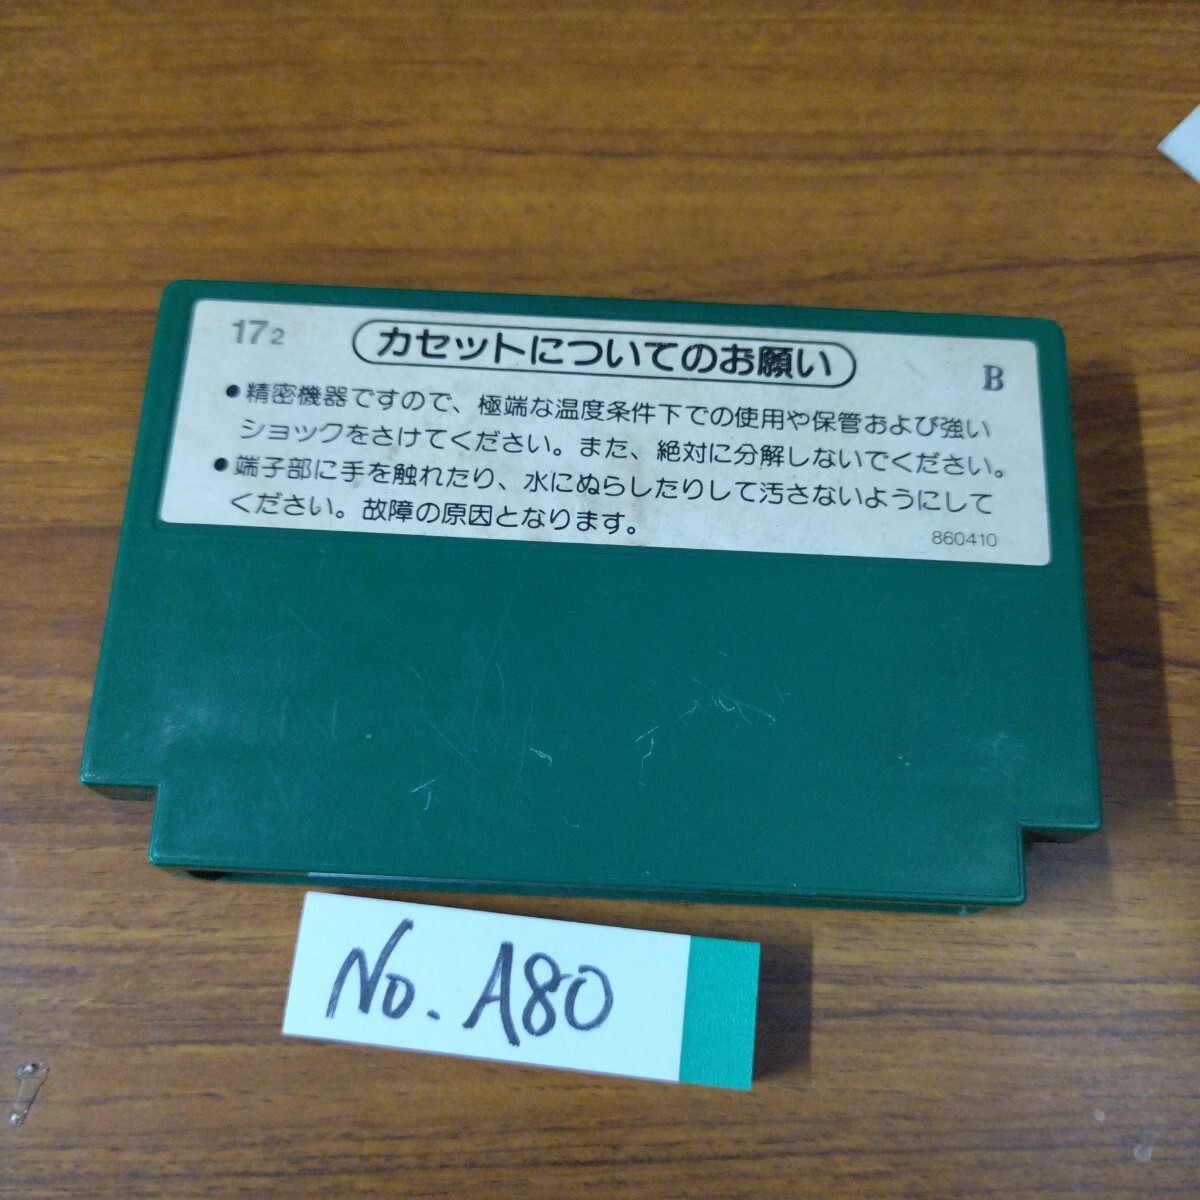 17 2
カセットについてのお願い
B
●精密機器ですので、極端な温度条件下での使用や保管および強い
ショックをさけてください。また、絶対に分解しないでください。
●端子部に手を触れたり、水にぬらしたりして汚さないようにして
ください。故障の原因となります。
860410
No. A80